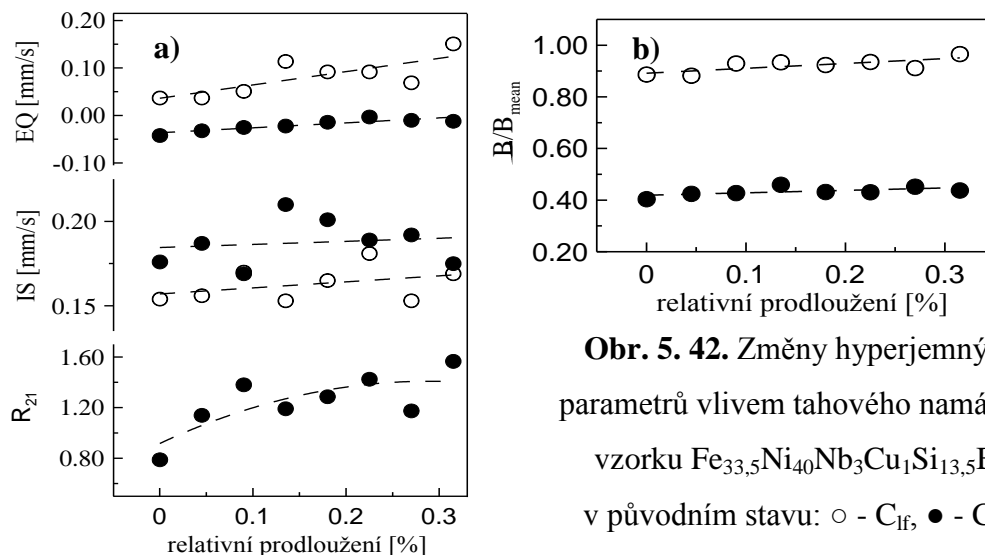 a)
EQ [mm/s]
0.20
0.10
0.00
-0.10
IS [mm/s]
0.20
0.15
R₂₁
1.60
1.20
0.80
0 0.1 0.2 0.3
relativní prodloužení [%]
b)
B/Bmean
1.00
0.80
0.60
0.40
0.20
0 0.1 0.2 0.3
relativní prodloužení [%]
Obr. 5. 42. Změny hyperjemný
parametrů vlivem tahového namá
vzorku Fe33,5Ni40Nb3Cu1Si13,5
v původním stavu: ○ - Clf, ● - C